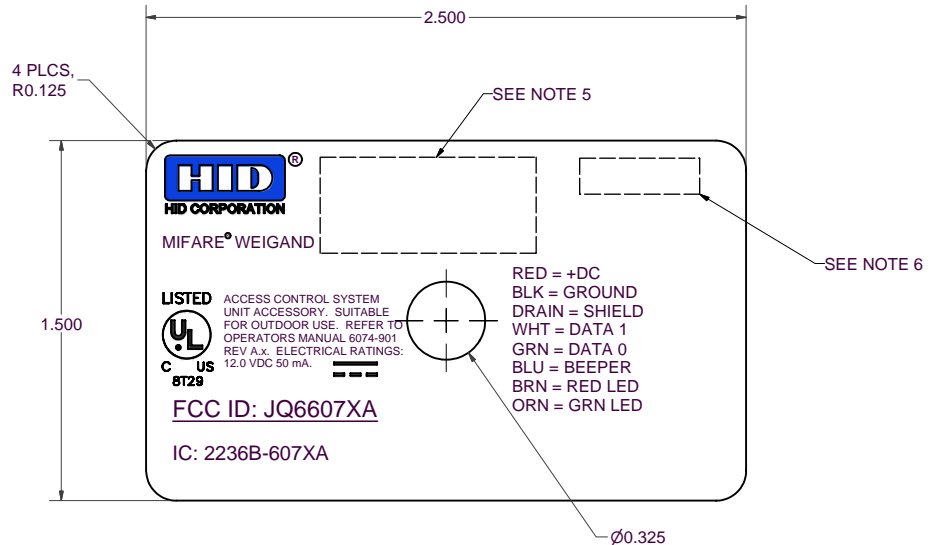 2.500
4 PLCS,
R0.125
SEE NOTE 5
HID ®
HID CORPORATION
MIFARE® WEIGAND
SEE NOTE 6
1.500
RED = +DC
BLK = GROUND
DRAIN = SHIELD
WHT = DATA 1
GRN = DATA 0
BLU = BEEPER
BRN = RED LED
ORN = GRN LED
LISTED
UL
C US
8T29
ACCESS CONTROL SYSTEM
UNIT ACCESSORY. SUITABLE
FOR OUTDOOR USE. REFER TO
OPERATORS MANUAL 6074-901
REV A.x. ELECTRICAL RATINGS:
12.0 VDC 50 mA.
FCC ID: JQ6607XA
IC: 2236B-607XA
Ø0.325